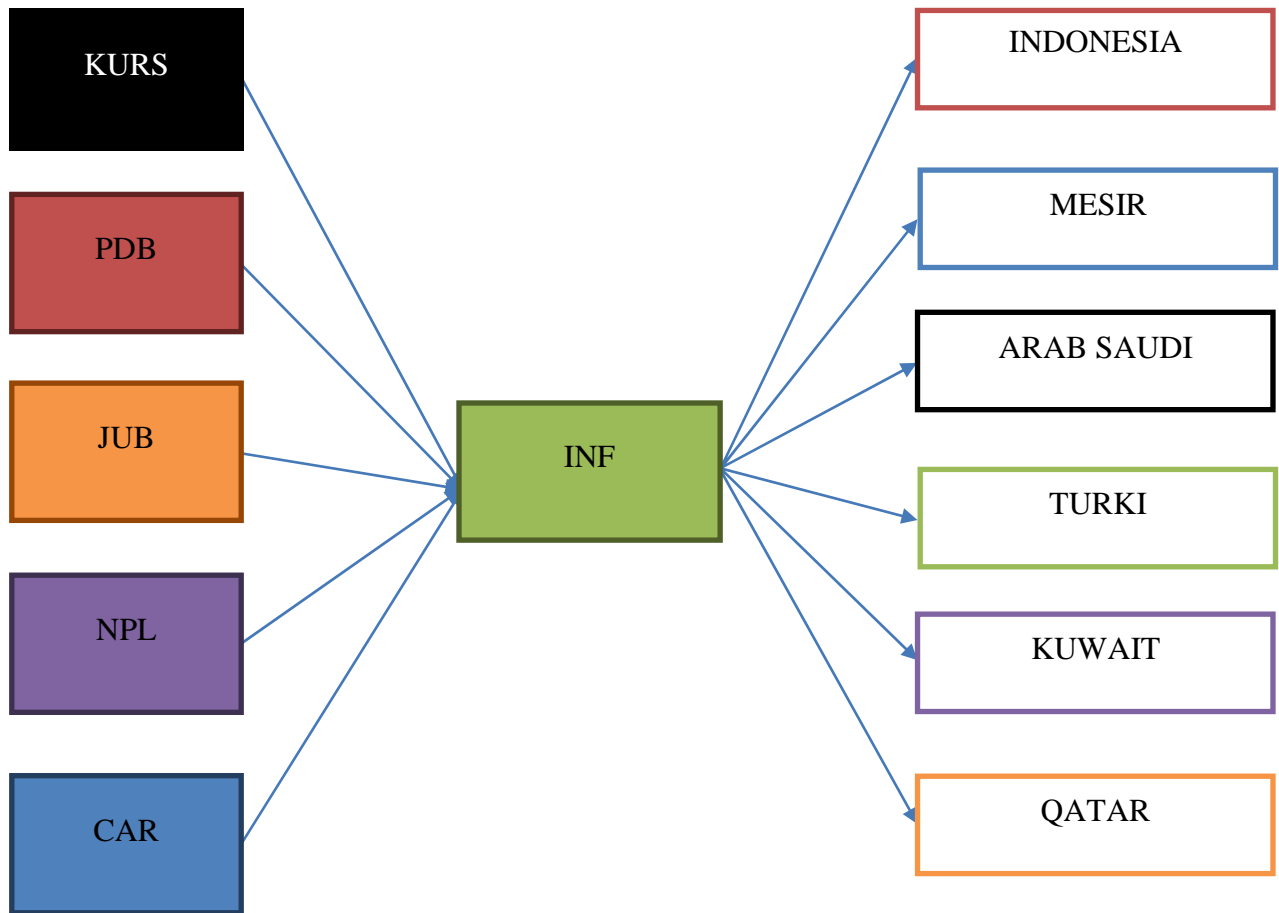 KURS
PDB
JUB
NPL
CAR
INF
INDONESIA
MESIR
ARAB SAUDI
TURKI
KUWAIT
QATAR